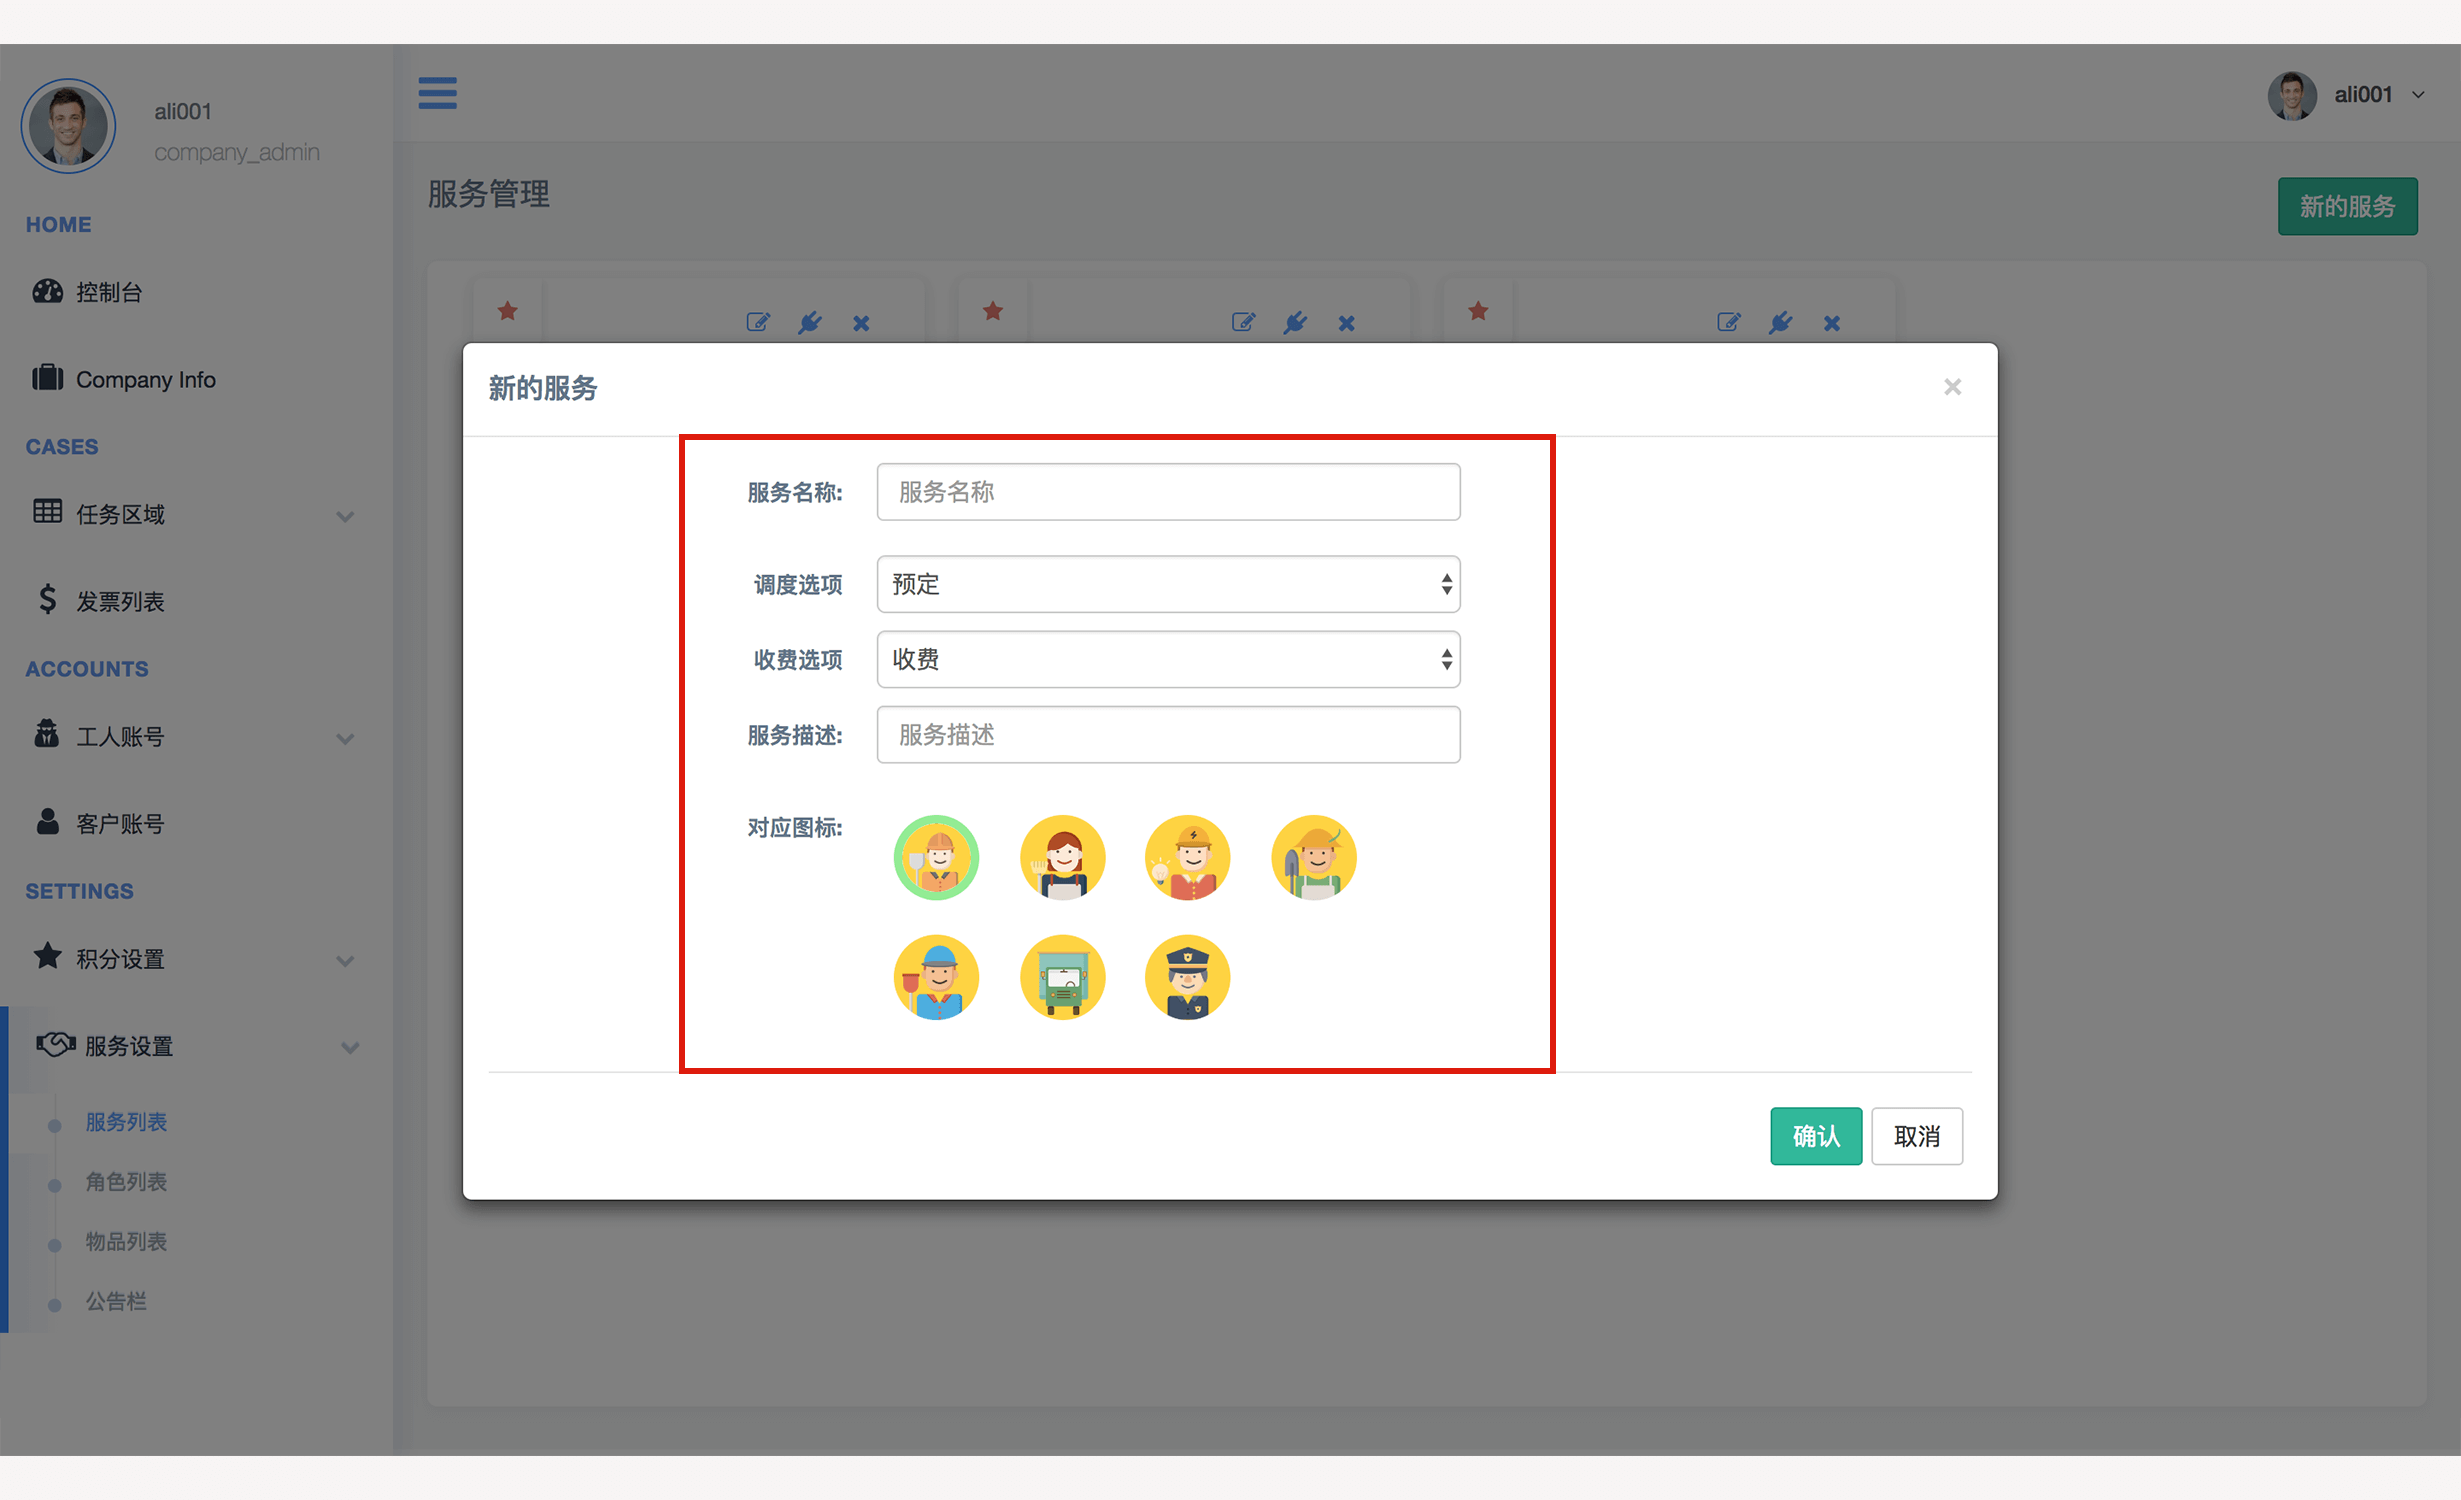 ali001
company_admin
HOME
控制台
Company Info
CASES
任务区域
发票列表
ACCOUNTS
工人账号
客户账号
SETTINGS
积分设置
服务设置
服务列表
角色列表
物品列表
公告栏
ali001
服务管理
新的服务
新的服务
服务名称:
服务名称
调度选项
预定
收费选项
收费
服务描述:
服务描述
对应图标:
确认
取消